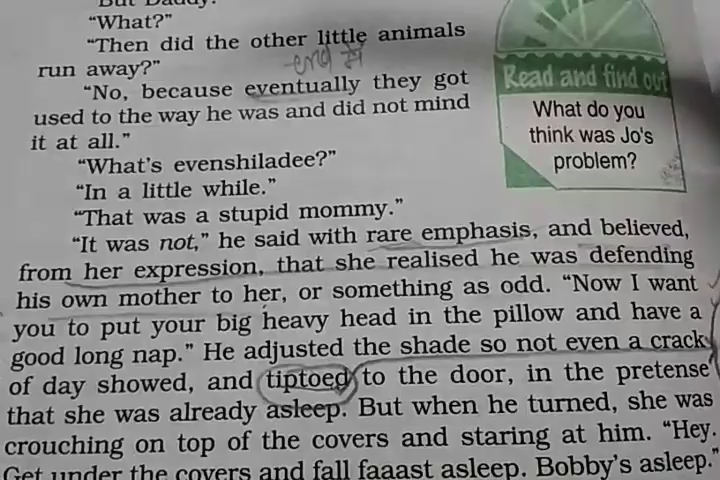 "But Daddy."
"What?"
"Then did the other little animals
run away?"
अन्त में
"No, because eventually they got
used to the way he was and did not mind
it at all."
"What's evenshiladee?"
"In a little while."
"That was a stupid mommy."
"It was not," he said with rare emphasis, and believed,
from her expression, that she realised he was defending
his own mother to her, or something as odd. "Now I want
you to put your big heavy head in the pillow and have a
good long nap." He adjusted the shade so not even a crack
of day showed, and tiptoed to the door, in the pretense
that she was already asleep. But when he turned, she was
crouching on top of the covers and staring at him. "Hey.
Get under the covers and fall faaast asleep. Bobby's asleep."
Read and find out
What do you
think was Jo's
problem?